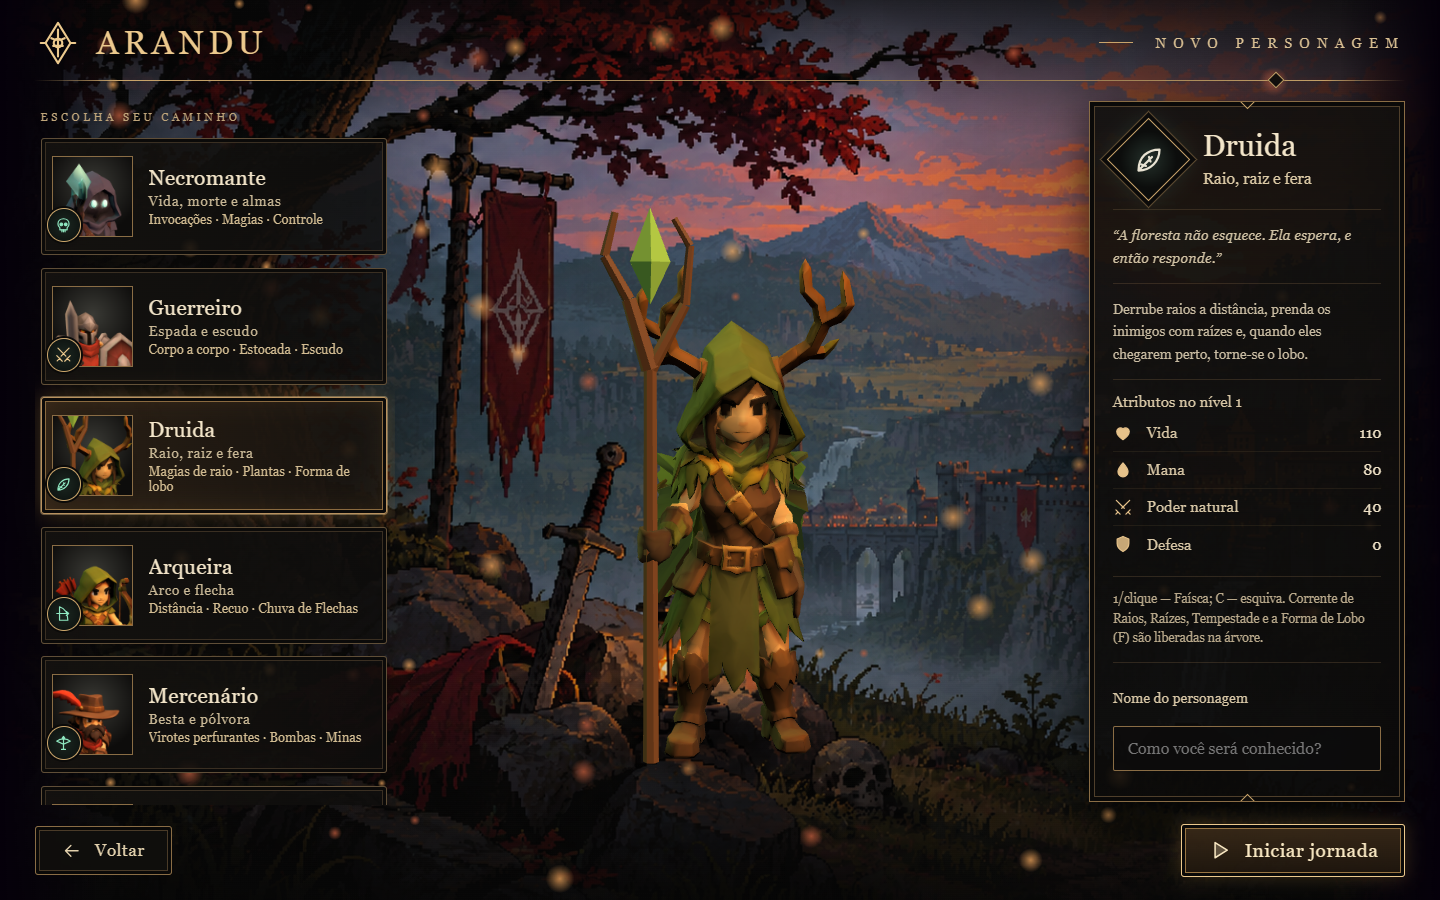 ARANDU
NOVO PERSONAGEM
ESCOLHA SEU CAMINHO
Necromante
Vida, morte e almas
Invocações · Magias · Controle
Guerreiro
Espada e escudo
Corpo a corpo · Estocada · Escudo
Druida
Raio, raiz e fera
Magias de raio · Plantas · Forma de
lobo
Arqueira
Arco e flecha
Distância · Recuo · Chuva de Flechas
Mercenário
Besta e pólvora
Virotes perfurantes · Bombas · Minas
Voltar
Druida
Raio, raiz e fera
“A floresta não esquece. Ela espera, e
então responde.”
Derrube raios a distância, prenda os
inimigos com raízes e, quando eles
chegarem perto, torne-se o lobo.
Atributos no nível 1
Vida 110
Mana 80
Poder natural 40
Defesa 0
1/clique — Faísca; C — esquiva. Corrente de
Raios, Raízes, Tempestade e a Forma de Lobo
(F) são liberadas na árvore.
Nome do personagem
Como você será conhecido?
Iniciar jornada